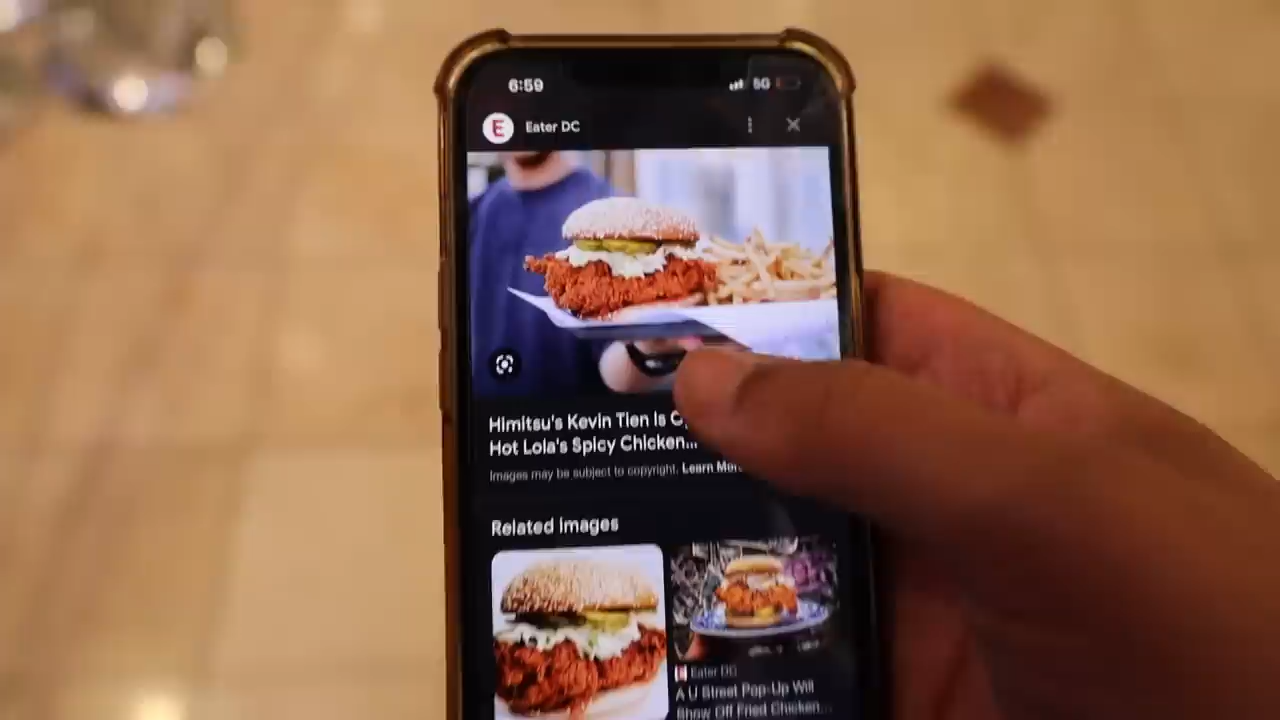 6:59
5G
E
Eater DC
Himitsu's Kevin Tien Is
Hot Lola's Spicy Chicken...
Images may be subject to copyright. Learn More
Related images
Eater DC
A U Street Pop-Up Will
Show Off Fried Chicken...